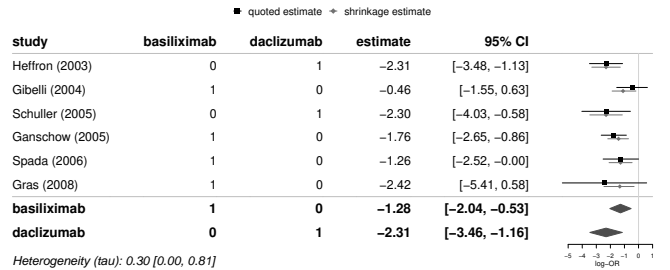 quoted estimate shrinkage estimate
study basiliximab daclizumab estimate 95% CI
Heffron (2003) 0 1 −2.31 [−3.48, −1.13]
Gibelli (2004) 1 0 −0.46 [−1.55, 0.63]
Schuller (2005) 0 1 −2.30 [−4.03, −0.58]
Ganschow (2005) 1 0 −1.76 [−2.65, −0.86]
Spada (2006) 1 0 −1.26 [−2.52, −0.00]
Gras (2008) 1 0 −2.42 [−5.41, 0.58]
basiliximab 1 0 −1.28 [−2.04, −0.53]
daclizumab 0 1 −2.31 [−3.46, −1.16]
−5 −4 −3 −2 −1 0 1
log−OR
Heterogeneity (tau): 0.30 [0.00, 0.81]